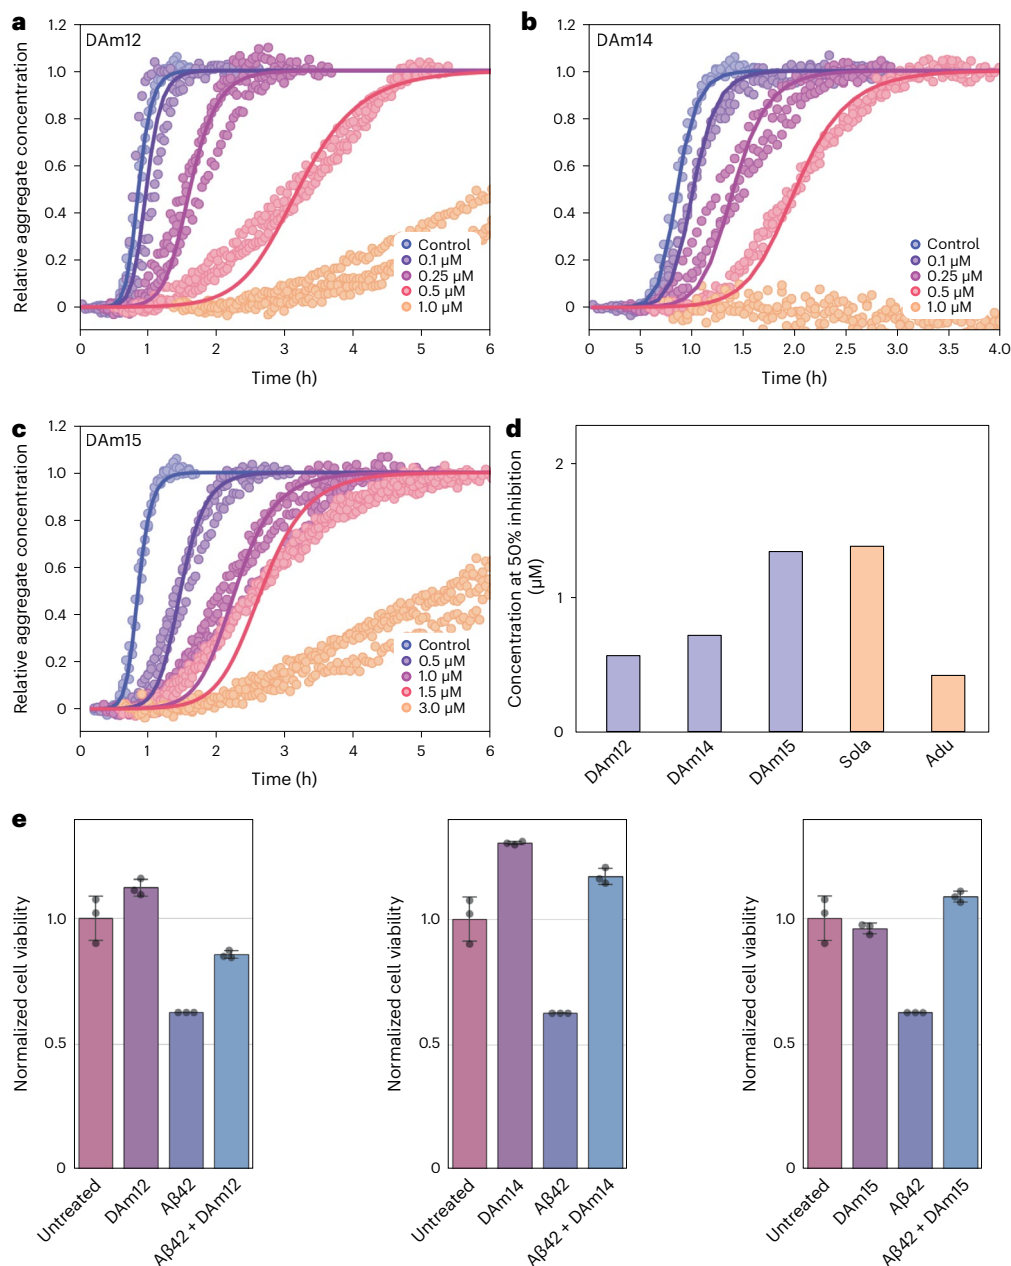 a
DAm12
Relative aggregate concentration
1.2
1.0
0.8
0.6
0.4
0.2
0
Control
0.1 µM
0.25 µM
0.5 µM
1.0 µM
0 1 2 3 4 5 6
Time (h)
b
DAm14
1.2
1.0
0.8
0.6
0.4
0.2
0
Control
0.1 µM
0.25 µM
0.5 µM
1.0 µM
0 5 1.0 1.5 2.0 2.5 3.0 3.5 4.0
Time (h)
c
DAm15
Relative aggregate concentration
1.2
1.0
0.8
0.6
0.4
0.2
0
Control
0.5 µM
1.0 µM
1.5 µM
3.0 µM
0 1 2 3 4 5 6
Time (h)
d
Concentration at 50% inhibition
(µM)
2
1
0
DAm12 DAm14 DAm15 Sola Adu
e
Normalized cell viability
1.0
0.5
0
Untreated DAm12 Aβ42 Aβ42 + DAm12
Normalized cell viability
1.0
0.5
0
Untreated DAm14 Aβ42 Aβ42 + DAm14
Normalized cell viability
1.0
0.5
0
Untreated DAm15 Aβ42 Aβ42 + DAm15